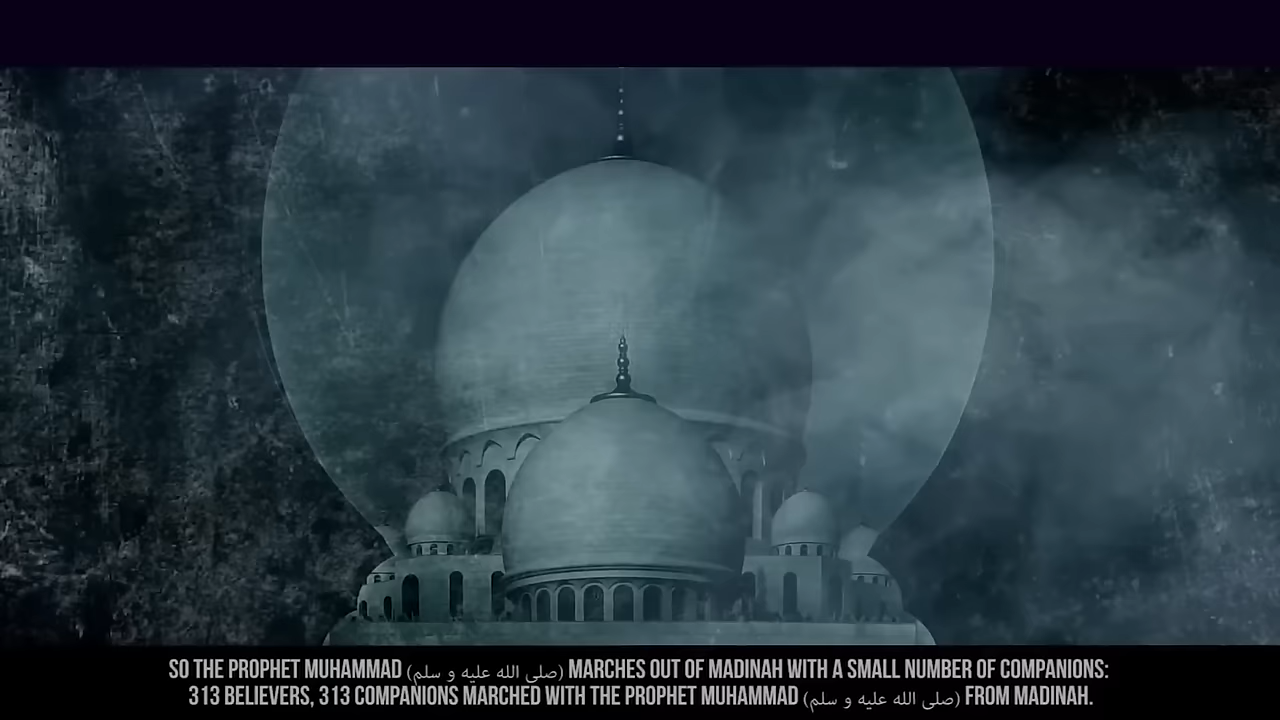 SO THE PROPHET MUHAMMAD (صلى الله عليه و سلم) MARCHES OUT OF MADINAH WITH A SMALL NUMBER OF COMPANIONS:
313 BELIEVERS, 313 COMPANIONS MARCHED WITH THE PROPHET MUHAMMAD (صلى الله عليه و سلم) FROM MADINAH.